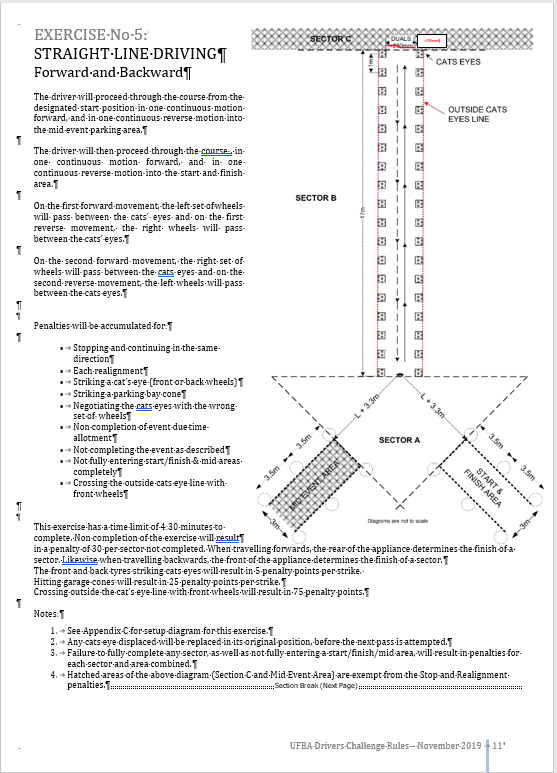 EXERCISE No 5:
STRAIGHT LINE DRIVING¶
Forward and Backward¶
The driver will proceed through the course from the
designated start position in one continuous motion
forward, and in one continuous reverse motion into
the mid event parking area.¶
¶
The driver will then proceed through the course, in
one continuous motion forward, and in one
continuous reverse motion into the start and finish
area.¶
¶
On the first forward movement, the left set of wheels
will pass between the cats' eyes and on the first
reverse movement, the right wheels will pass
between the cats' eyes.¶
¶
On the second forward movement, the right set of
wheels will pass between the cats eyes and on the
second reverse movement, the left wheels will pass
between the cats eyes.¶
¶
¶
Penalties will be accumulated for:¶
¶
• Stopping and continuing in the same
direction¶
• Each realignment¶
• Striking a cat's eye (front or back wheels)¶
• Striking a parking bay cone¶
• Negotiating the cats eyes with the wrong
set of wheels¶
• Non completion of event due time
allotment¶
• Not completing the event as described¶
• Not fully entering start/finish & mid areas
completely¶
• Crossing the outside cats eye line with
front wheels¶
¶
¶
SECTOR C
DUALS
CATS EYES
1m
OUTSIDE CATS
EYES LINE
SECTOR B
17m
L + 3.3m
L + 3.3m
SECTOR A
3.5m
3.5m
3.5m
3.5m
MID EVENT AREA
START &
FINISH AREA
3m
3m
Diagrams are not to scale
This exercise has a time limit of 4:30 minutes to
complete. Non completion of the exercise will result¶
in a penalty of 30 per sector not completed. When travelling forwards, the rear of the appliance determines the finish of a
sector. Likewise when travelling backwards, the front of the appliance determines the finish of a sector.¶
The front and back tyres striking cats eyes will result in 5 penalty points per strike.
Hitting garage cones will result in 25 penalty points per strike.¶
Crossing outside the cat's eye line with front wheels will result in 75 penalty points.¶
¶
Notes:¶
1. See Appendix C for setup diagram for this exercise.¶
2. Any cats eye displaced will be replaced in its original position, before the next pass is attempted.¶
3. Failure to fully complete any sector, as well as not fully entering a start/finish/mid area, will result in penalties for
each sector and area combined.¶
4. Hatched areas of the above diagram (Section C and Mid Event Area) are exempt from the Stop and Realignment
penalties.¶ Section Break (Next Page)
UFBA Drivers Challenge Rules – November 2019 11